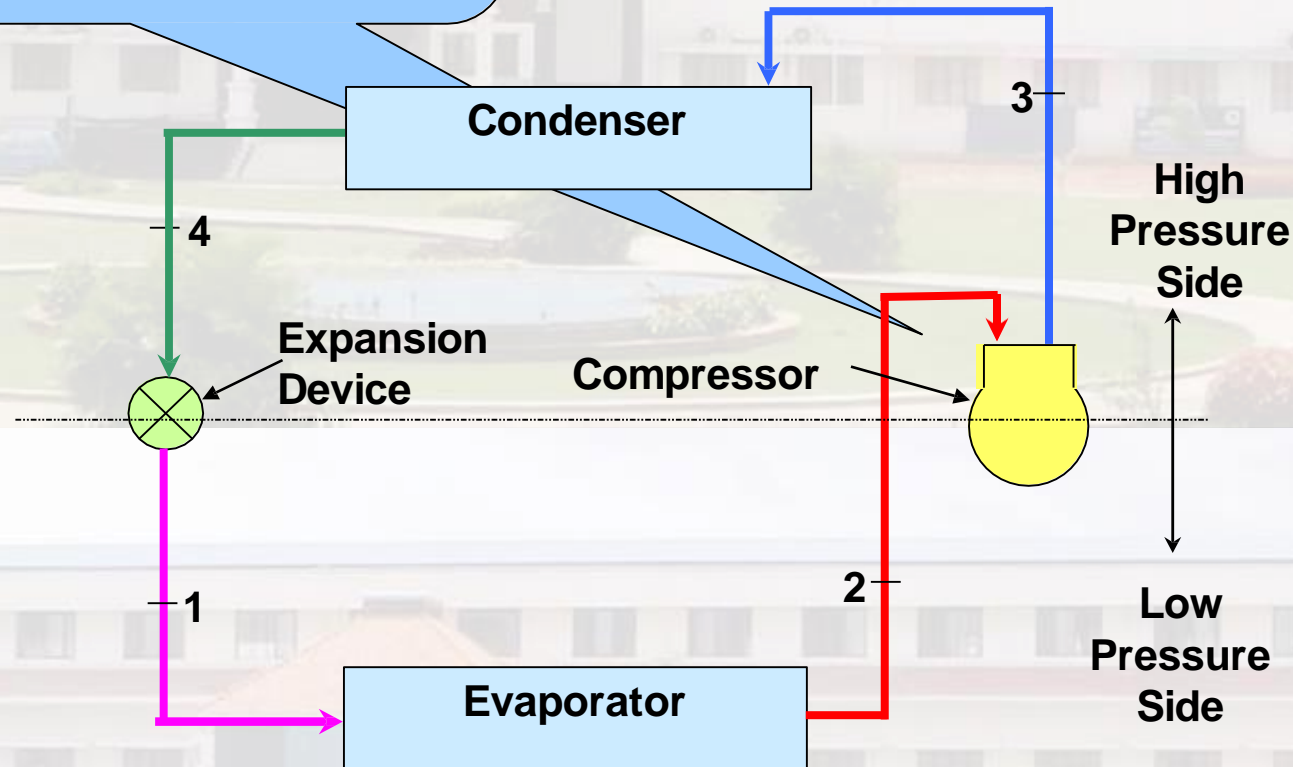 Condenser
3
High
Pressure
Side
4
Expansion
Device
Compressor
1
2
Low
Pressure
Side
Evaporator